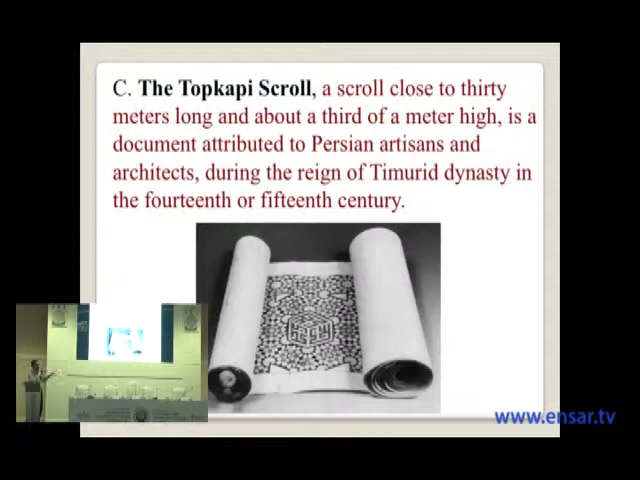 C. The Topkapi Scroll, a scroll close to thirty
meters long and about a third of a meter high, is a
document attributed to Persian artisans and
architects, during the reign of Timurid dynasty in
the fourteenth or fifteenth century.
www.ensar.tv